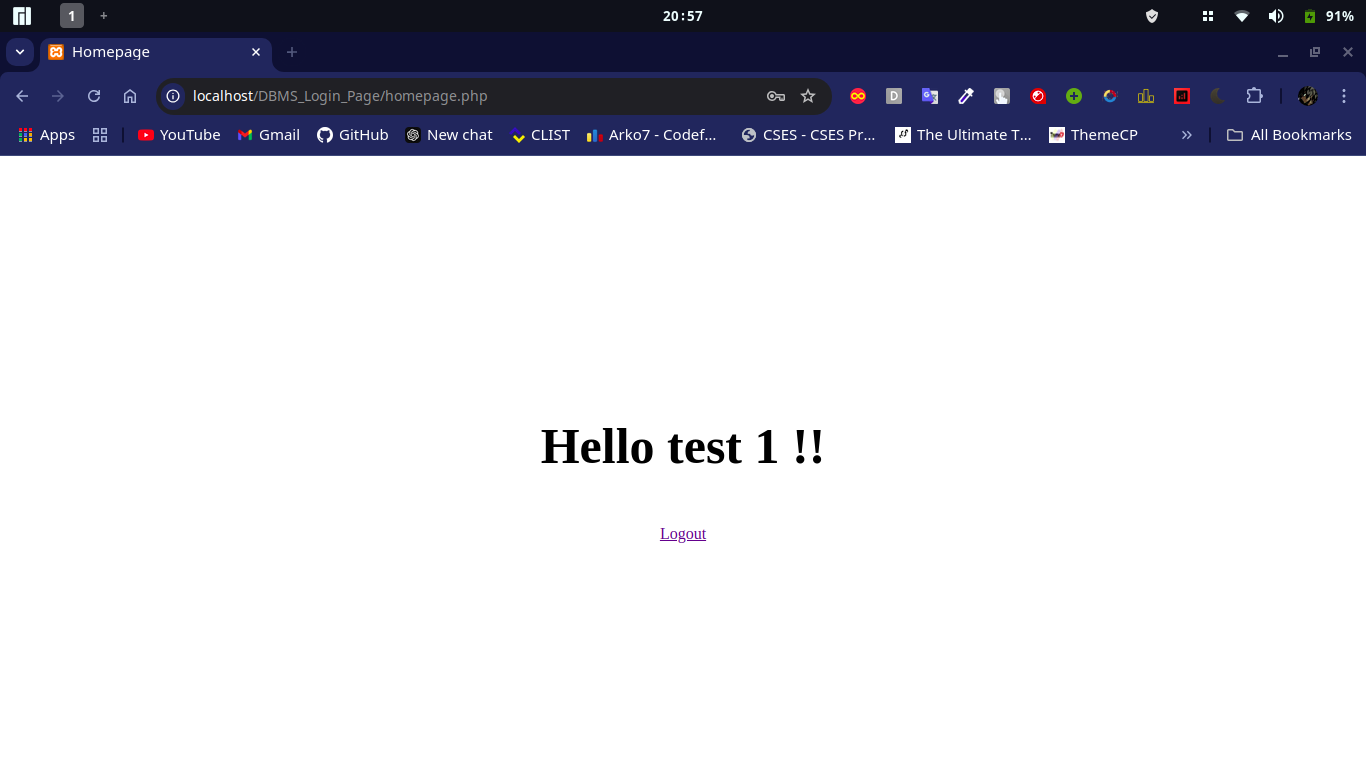 1 + 20:57 91%
Homepage
localhost/DBMS_Login_Page/homepage.php
Apps YouTube Gmail GitHub New chat CLIST Arko7 - Codef... CSES - CSES Pr... The Ultimate T... ThemeCP » All Bookmarks
Hello test 1 !!
Logout